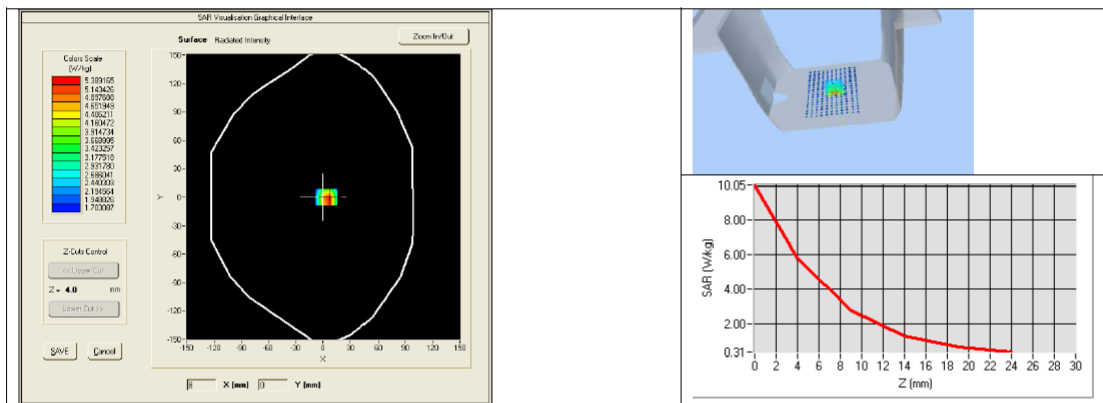 SAR Visualisation Graphical Interface
Surface Radiated Intensity
Zoom In/Out
Colors Scale
(W/kg)
5.389165
5.143426
4.897688
4.651949
4.406211
4.160472
3.914734
3.668995
3.423257
3.177518
2.931780
2.686041
2.440303
2.194564
1.948826
1.703087
Z-Cuts Control
<< Upper Cut
Z = 4.0 mm
Lower Cut >>
SAVE Cancel
150
120
90
60
30
0
-30
-60
-90
-120
-150
Y
-150 -120 -90 -60 -30 0 30 60 90 120 150
X
8 X (mm) 0 Y (mm)
10.05
8.00
6.00
4.00
2.00
0.31
SAR (W/kg)
0 2 4 6 8 10 12 14 16 18 20 22 24 26 28 30
Z (mm)